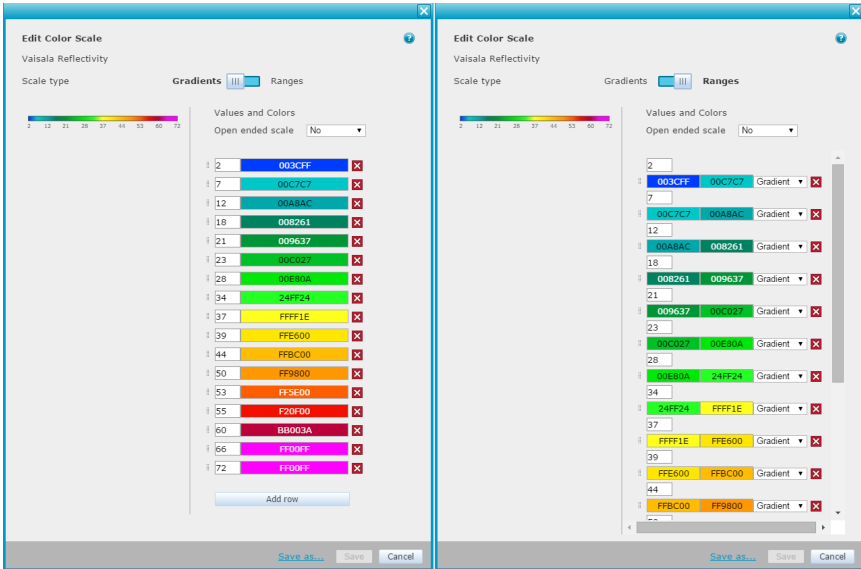 Edit Color Scale
Vaisala Reflectivity
Scale type Gradients Ranges
2 12 21 28 37 44 53 60 72
Values and Colors
Open ended scale No
2 003CFF
7 00C7C7
12 00A8AC
18 008261
21 009637
23 00C027
28 00E80A
34 24FF24
37 FFFF1E
39 FFE600
44 FFBC00
50 FF9800
53 FF5E00
55 F20F00
60 BB003A
66 FF00FF
72 FF00FF
Add row
Save as... Save Cancel
Edit Color Scale
Vaisala Reflectivity
Scale type Gradients Ranges
2 12 21 28 37 44 53 60 72
Values and Colors
Open ended scale No
2
003CFF 00C7C7 Gradient
7
00C7C7 00A8AC Gradient
12
00A8AC 008261 Gradient
18
008261 009637 Gradient
21
009637 00C027 Gradient
23
00C027 00E80A Gradient
28
00E80A 24FF24 Gradient
34
24FF24 FFFF1E Gradient
37
FFFF1E FFE600 Gradient
39
FFE600 FFBC00 Gradient
44
FFBC00 FF9800 Gradient
Save as... Save Cancel